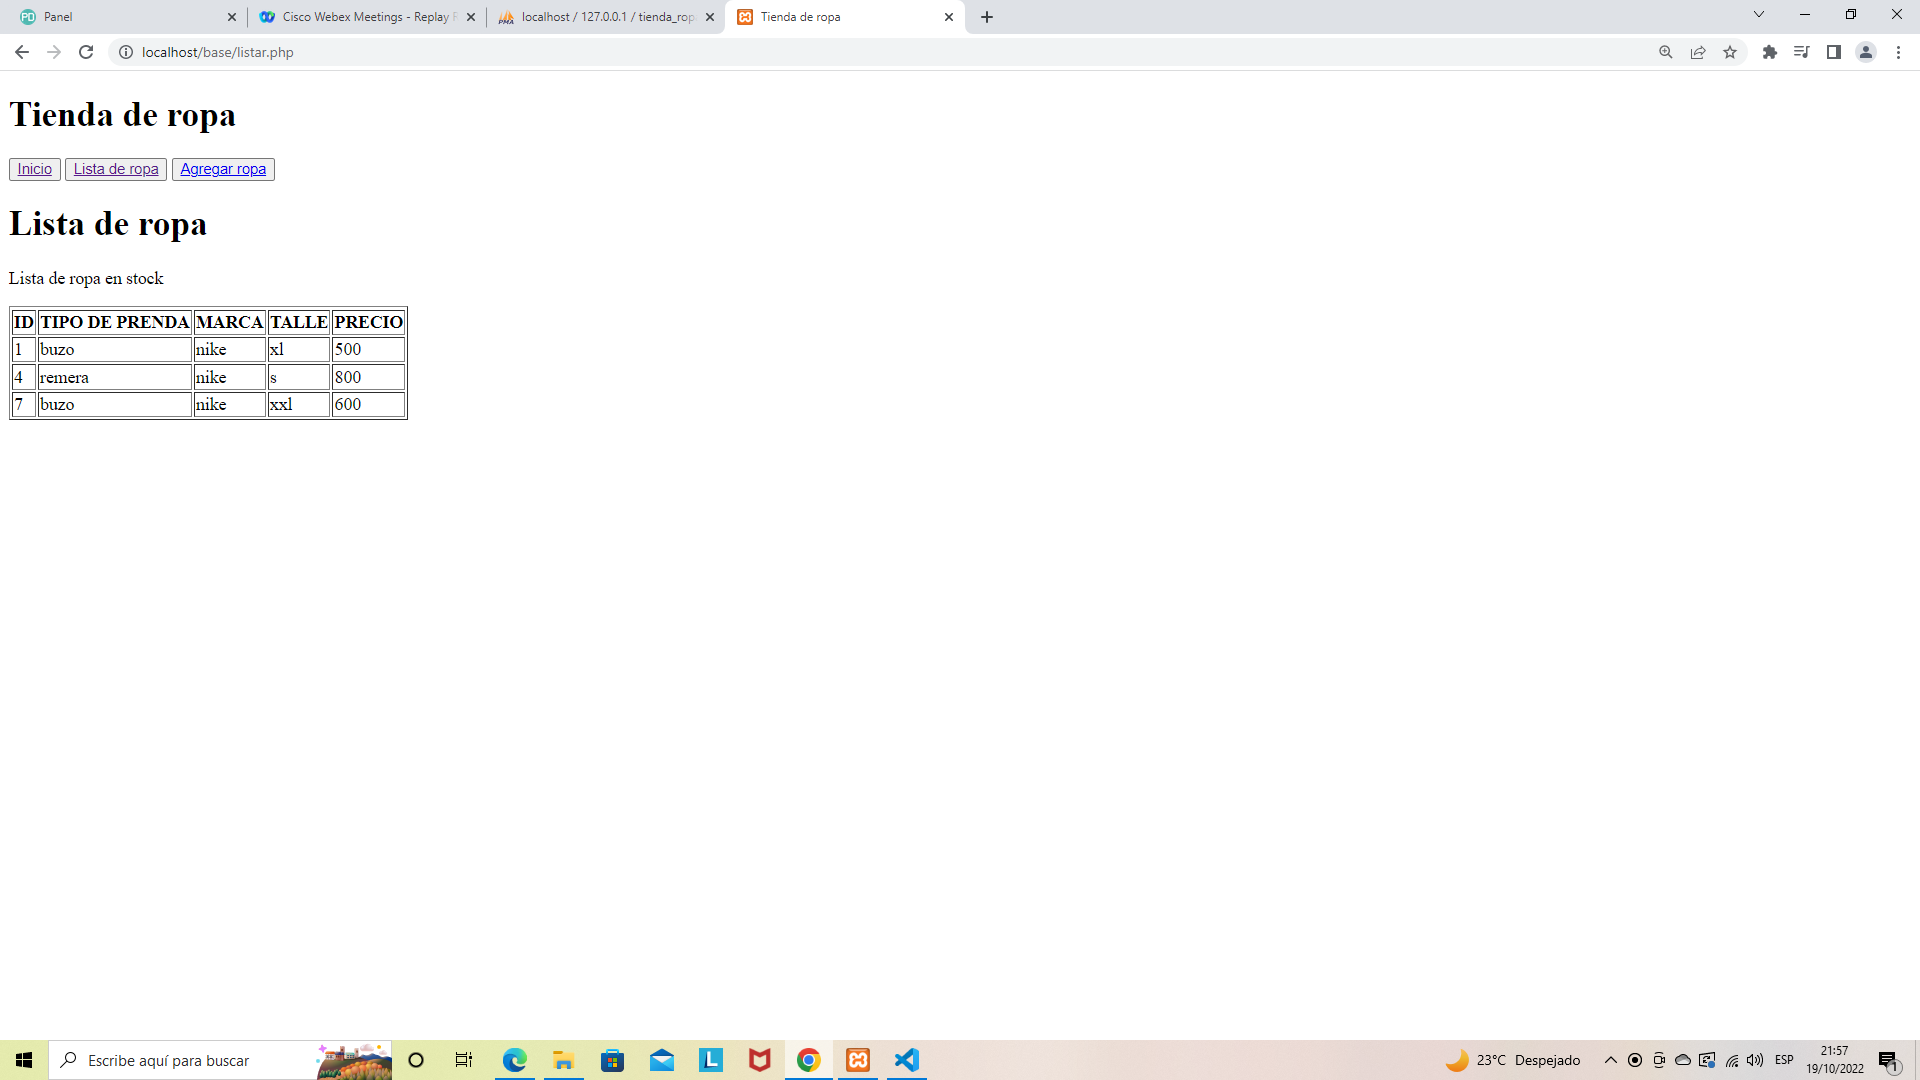 Panel
Cisco Webex Meetings - Replay
localhost / 127.0.0.1 / tienda_rop
Tienda de ropa
localhost/base/listar.php
Tienda de ropa
Inicio Lista de ropa Agregar ropa
Lista de ropa
Lista de ropa en stock
ID TIPO DE PRENDA MARCA TALLE PRECIO
1 buzo nike xl 500
4 remera nike s 800
7 buzo nike xxl 600
Escribe aquí para buscar
23°C Despejado
ESP
21:57
19/10/2022
1